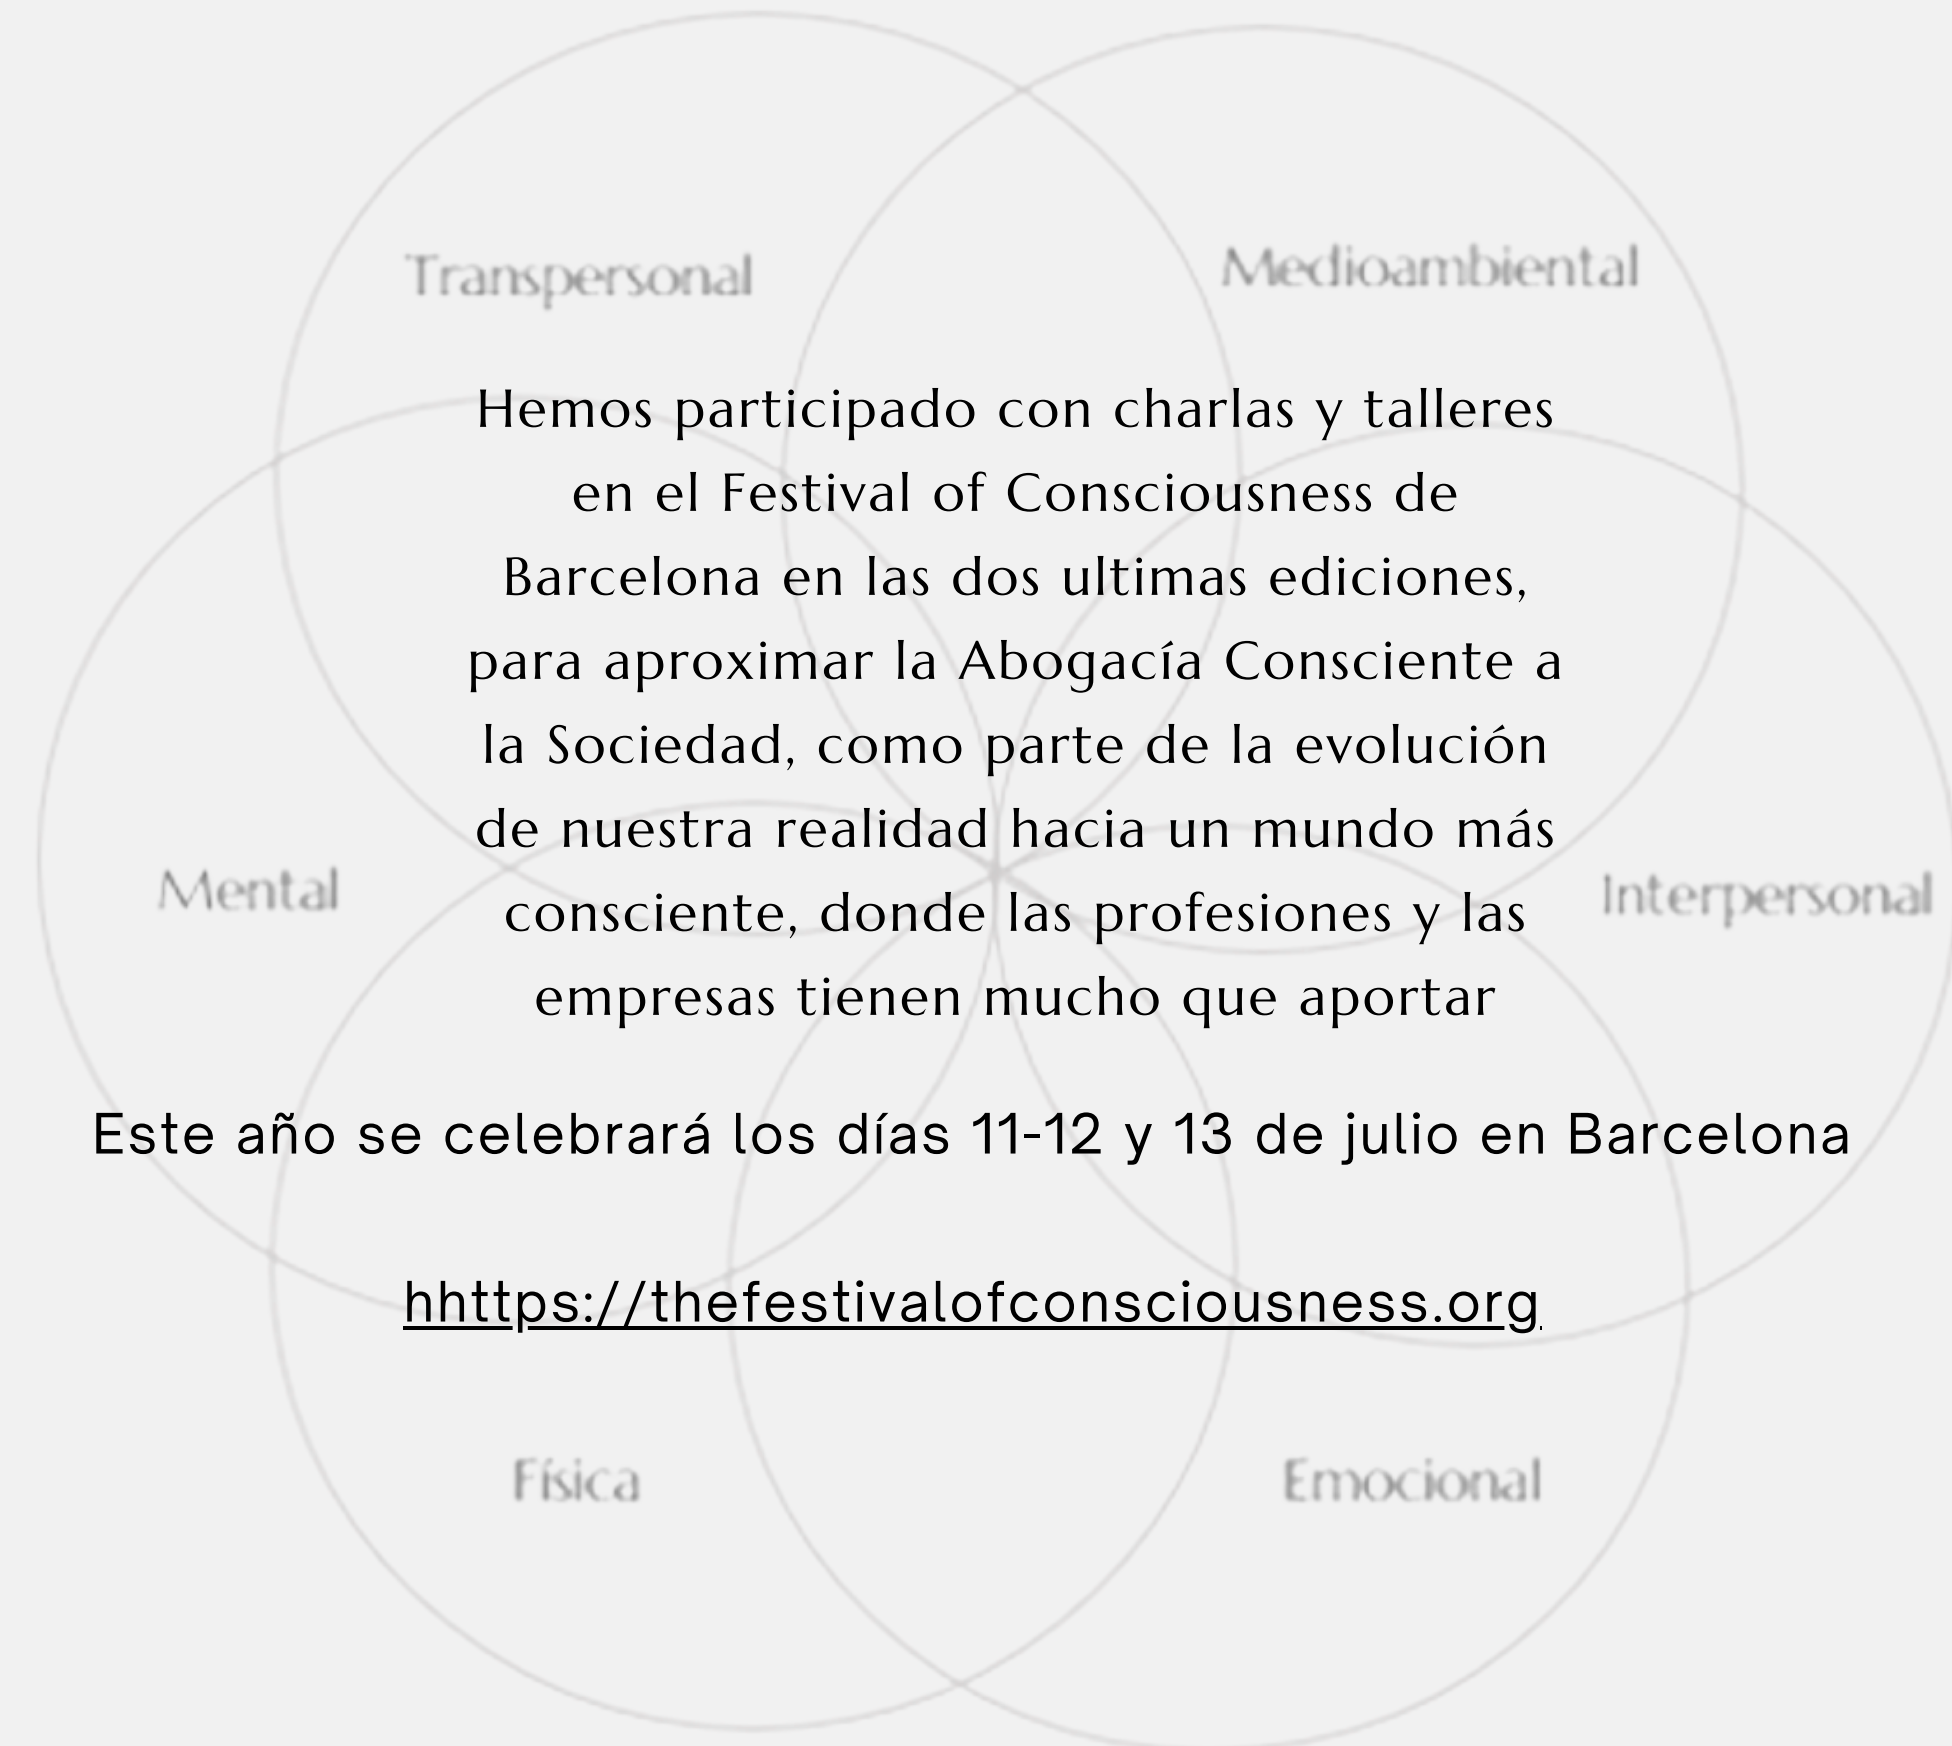 Transpersonal
Medioambiental
Hemos participado con charlas y talleres
en el Festival of Consciousness de
Barcelona en las dos ultimas ediciones,
para aproximar la Abogacía Consciente a
la Sociedad, como parte de la evolución
de nuestra realidad hacia un mundo más
Mental
Interpersonal
consciente, donde las profesiones y las
empresas tienen mucho que aportar
Este año se celebrará los días 11-12 y 13 de julio en Barcelona
hhttps://thefestivalofconsciousness.org
Física
Emocional